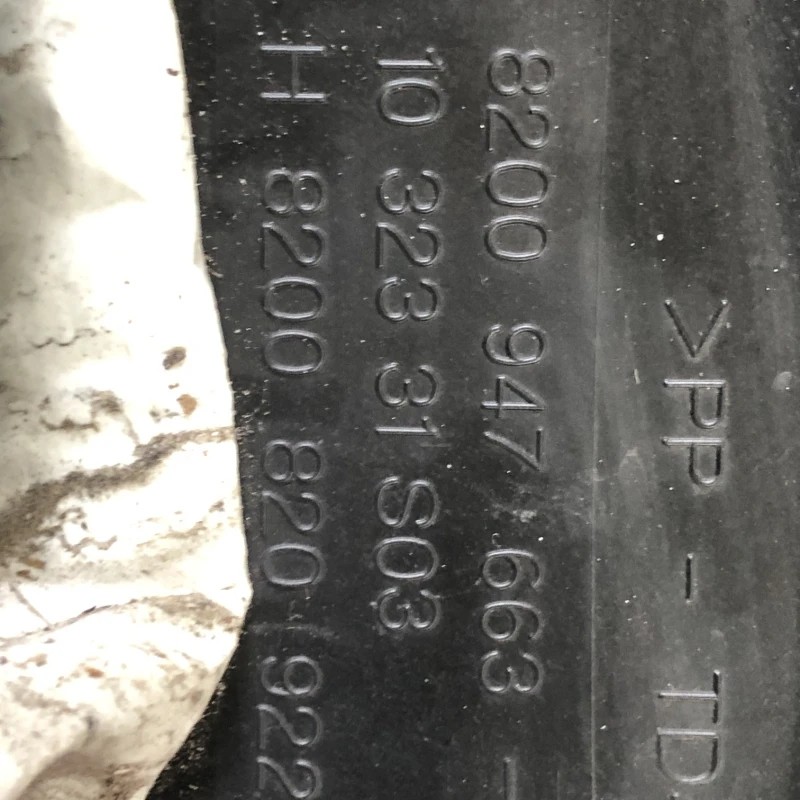 >PP - TD
8200 947 663 -
10 323 31 S03
H 8200 820 922